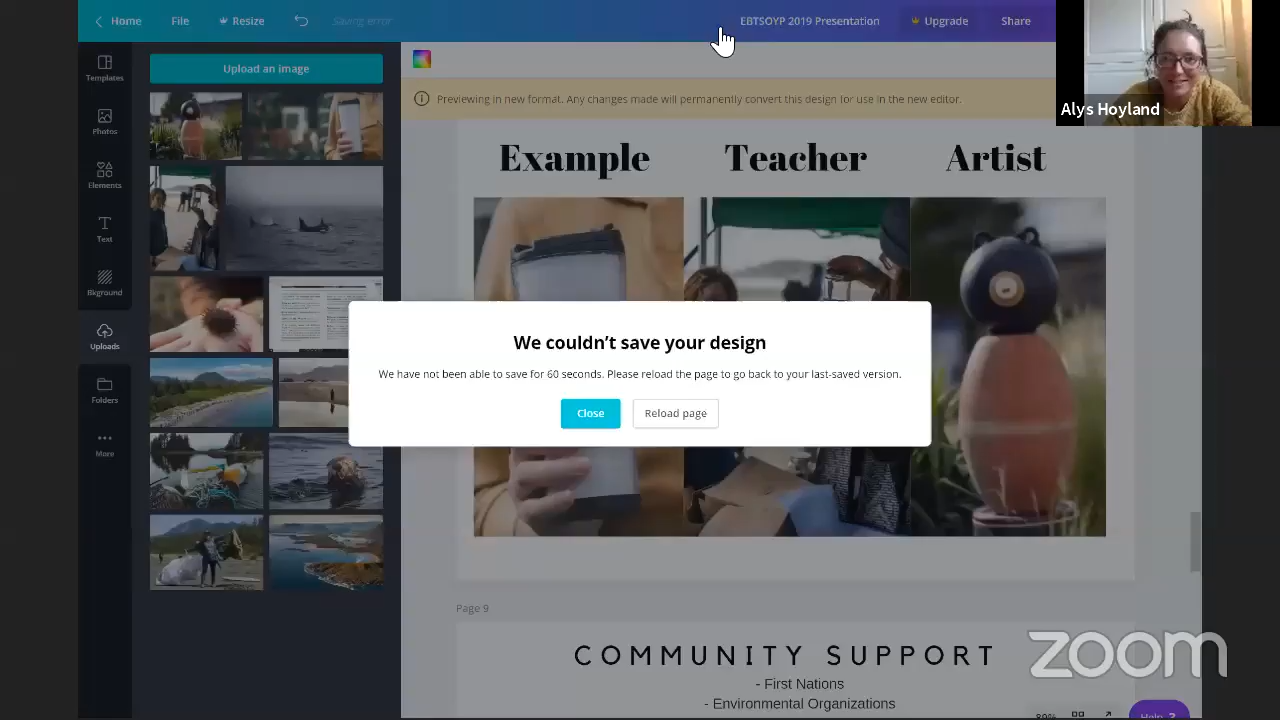 Home
File
Resize
Saving error
EBTSOYP 2019 Presentation
Upgrade
Share
Alys Hoyland
Templates
Photos
Elements
Text
Bkground
Uploads
Folders
More
Upload an image
Previewing in new format. Any changes made will permanently convert this design for use in the new editor.
Example Teacher Artist
We couldn't save your design
We have not been able to save for 60 seconds. Please reload the page to go back to your last-saved version.
Close
Reload page
Page 9
COMMUNITY SUPPORT
- First Nations
- Environmental Organizations
zoom
Help ?